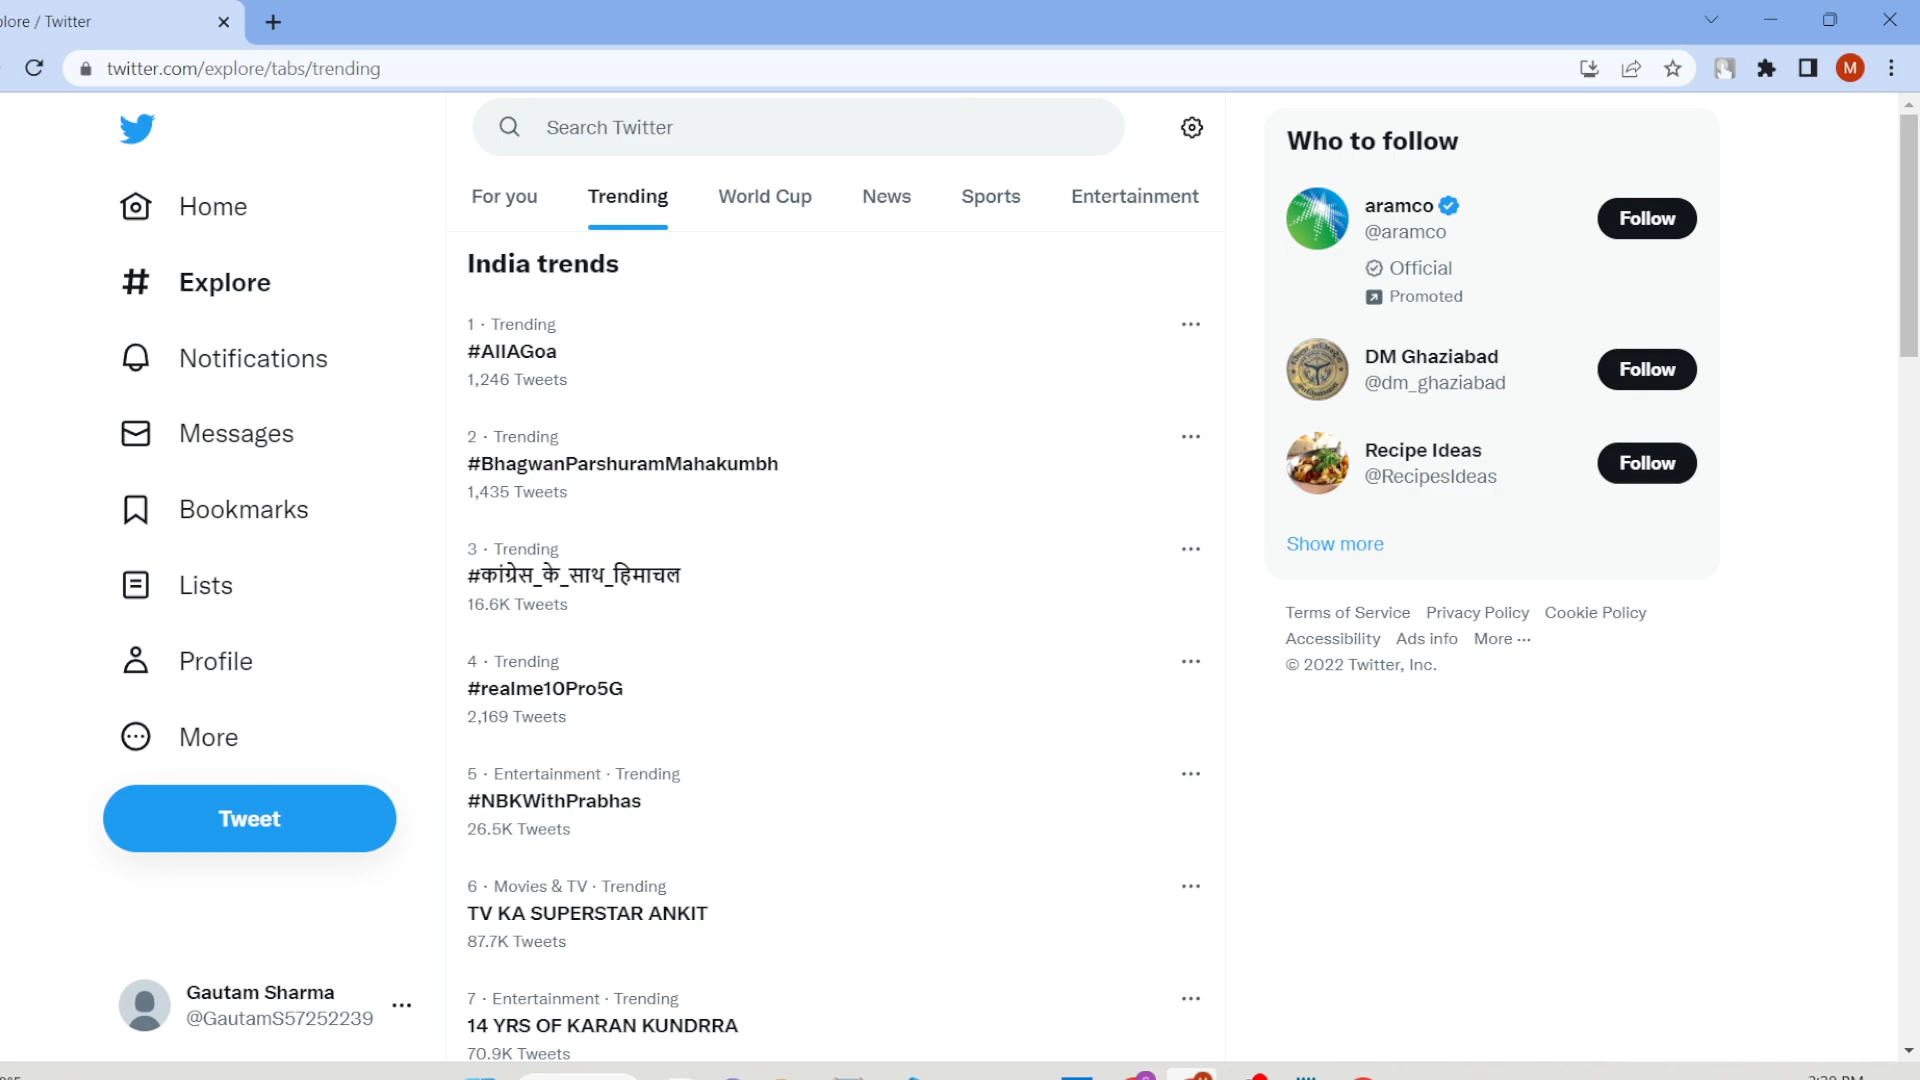 plore / Twitter
twitter.com/explore/tabs/trending
M
Home
Explore
Notifications
Messages
Bookmarks
Lists
Profile
More
Tweet
Gautam Sharma
@GautamS57252239
Search Twitter
For you Trending World Cup News Sports Entertainment
India trends
1 · Trending
#AIIAGoa
1,246 Tweets
2 · Trending
#BhagwanParshuramMahakumbh
1,435 Tweets
3 · Trending
#कांग्रेस_के_साथ_हिमाचल
16.6K Tweets
4 · Trending
#realme10Pro5G
2,169 Tweets
5 · Entertainment · Trending
#NBKWithPrabhas
26.5K Tweets
6 · Movies & TV · Trending
TV KA SUPERSTAR ANKIT
87.7K Tweets
7 · Entertainment · Trending
14 YRS OF KARAN KUNDRRA
70.9K Tweets
Who to follow
aramco
@aramco
Official
Promoted
Follow
DM Ghaziabad
@dm_ghaziabad
Follow
Recipe Ideas
@RecipesIdeas
Follow
Show more
Terms of Service Privacy Policy Cookie Policy
Accessibility Ads info More ···
© 2022 Twitter, Inc.